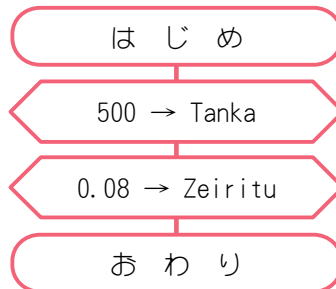 は じ め
500 → Tanka
0.08 → Zeiritu
お わ り